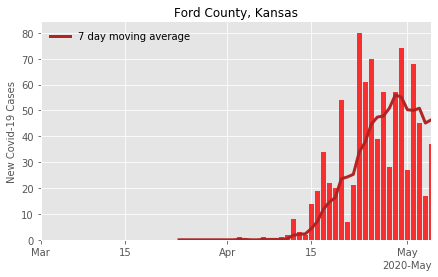 Ford County, Kansas
7 day moving average
New Covid-19 Cases
80
70
60
50
40
30
20
10
0
Mar
15
Apr
15
May
2020-May